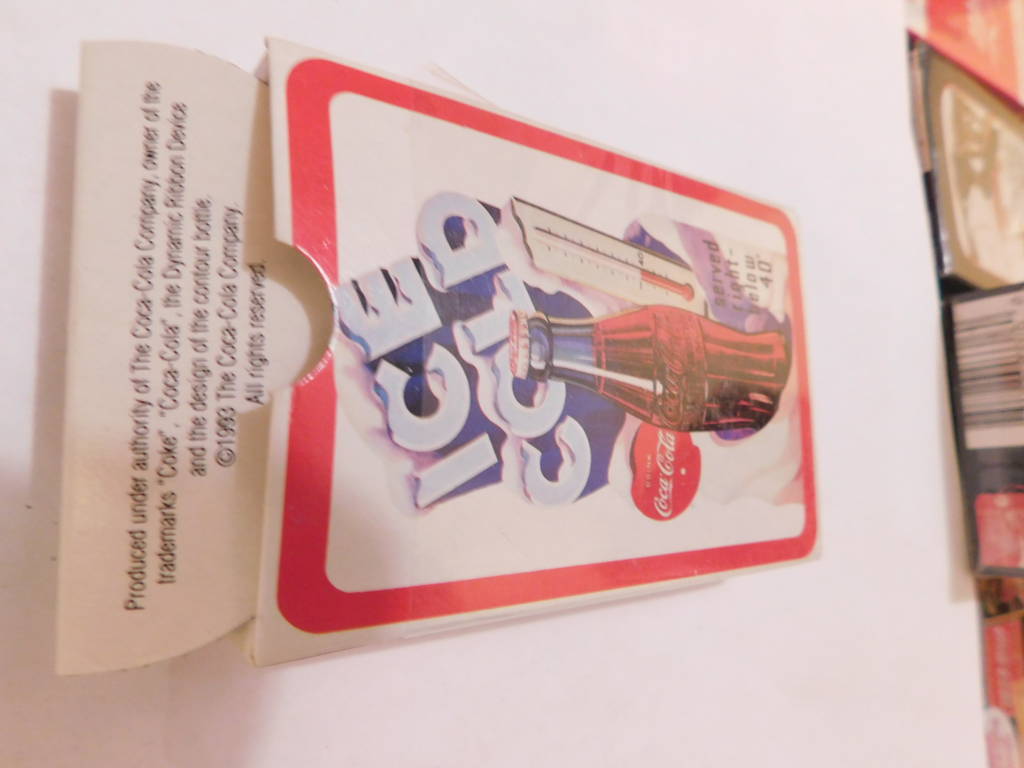 Produced under authority of The Coca-Cola Company, owner of the
trademarks "Coke", "Coca-Cola", the Dynamic Ribbon Device
and the design of the contour bottle.
©1993 The Coca-Cola Company.
All rights reserved.
ICE
COLD
40
DRINK
Coca-Cola
Coca-Cola
served
right-
below
40°